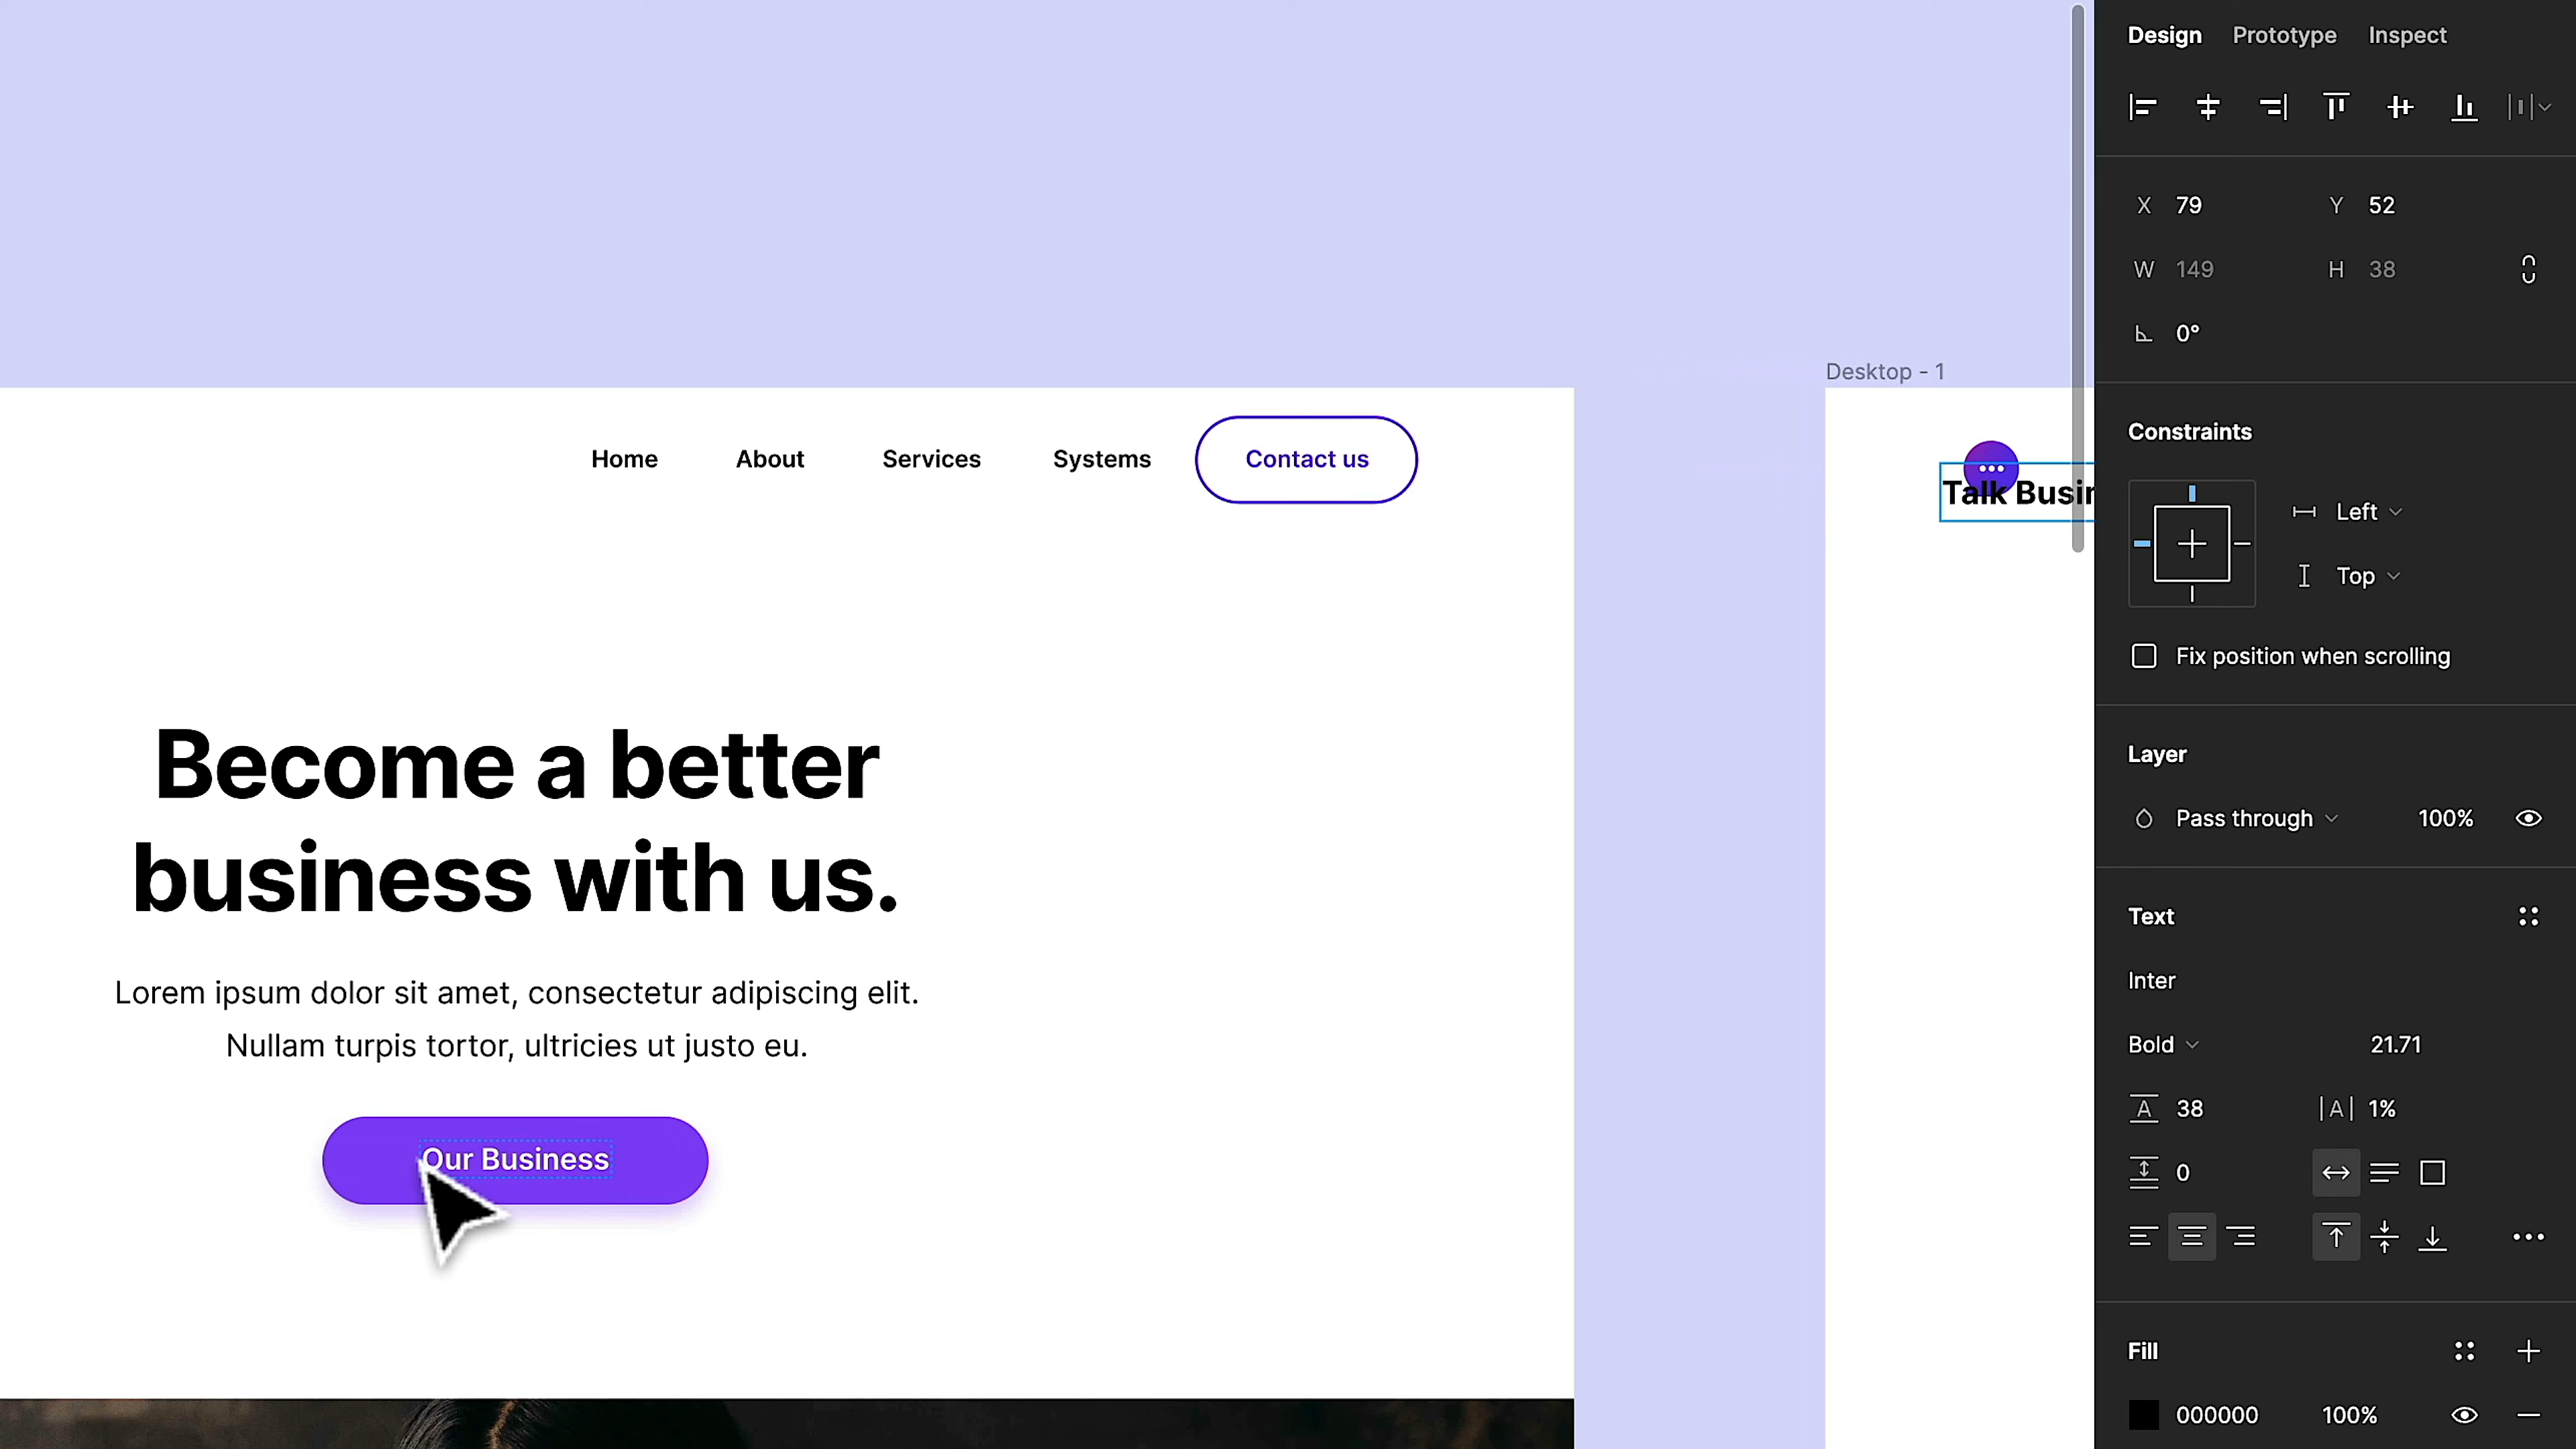 Design Prototype Inspect
X 79 Y 52
W 149 H 38
0°
Desktop - 1
Constraints
Home About Services Systems Contact us
Talk Busin
Left
Top
Fix position when scrolling
Become a better
business with us.
Layer
Pass through 100%
Text
Inter
Lorem ipsum dolor sit amet, consectetur adipiscing elit.
Nullam turpis tortor, ultricies ut justo eu.
Bold 21.71
38 1%
Our Business
0
Fill
000000 100%